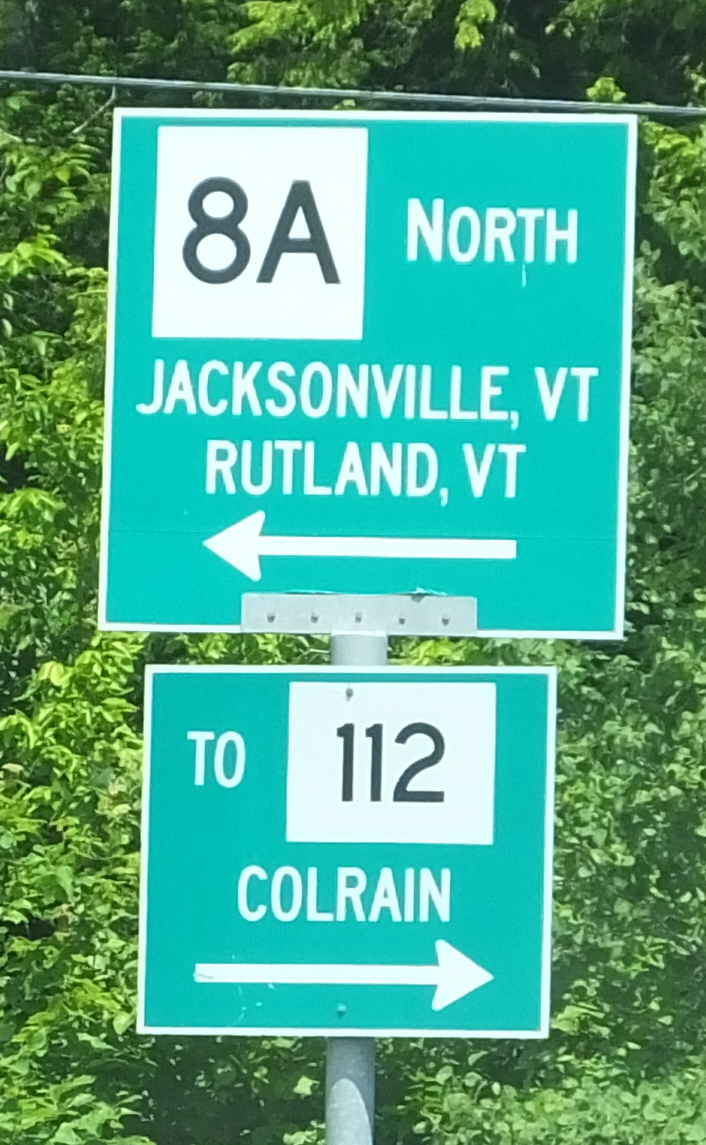 8A NORTH
JACKSONVILLE, VT
RUTLAND, VT
TO 112
COLRAIN